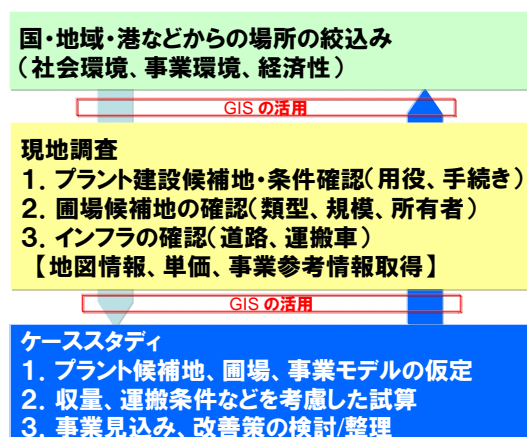 国・地域・港などからの場所の絞込み
（社会環境、事業環境、経済性）
GIS の活用
現地調査
１．プラント建設候補地・条件確認（用役、手続き）
２．圃場候補地の確認（類型、規模、所有者）
３．インフラの確認（道路、運搬車）
【地図情報、単価、事業参考情報取得】
GIS の活用
ケーススタディ
１．プラント候補地、圃場、事業モデルの仮定
２．収量、運搬条件などを考慮した試算
３．事業見込み、改善策の検討/整理